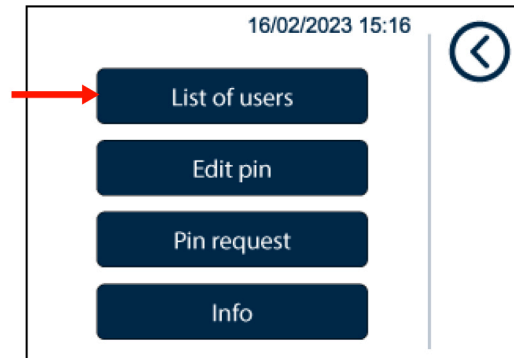 16/02/2023 15:16
List of users
Edit pin
Pin request
Info